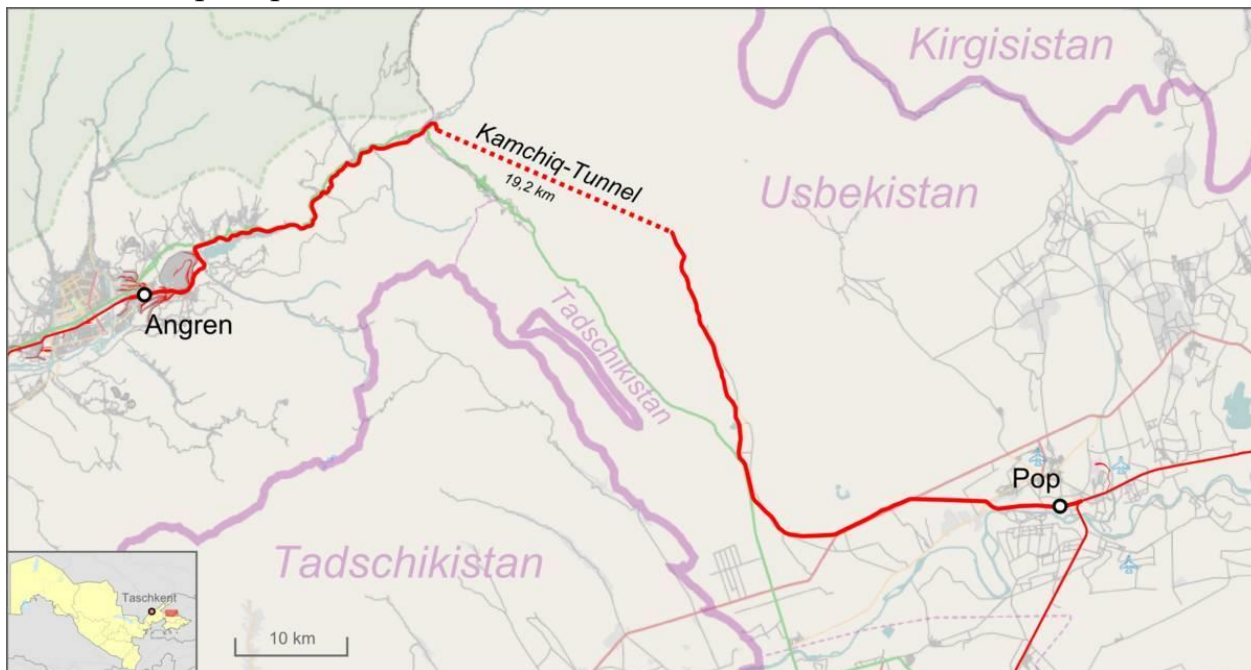 Kirgisistan
Kamchiq-Tunnel
19,2 km
Usbekistan
Angren
Tadschikistan
Pop
Tadschikistan
Taschkent
10 km